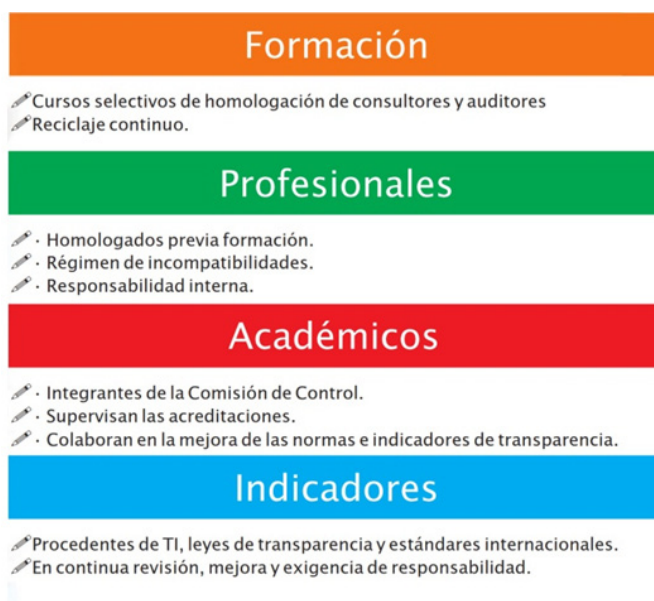 Formación
Cursos selectivos de homologación de consultores y auditores
Reciclaje continuo.
Profesionales
· Homologados previa formación.
· Régimen de incompatibilidades.
· Responsabilidad interna.
Académicos
· Integrantes de la Comisión de Control.
· Supervisan las acreditaciones.
· Colaboran en la mejora de las normas e indicadores de transparencia.
Indicadores
Procedentes de TI, leyes de transparencia y estándares internacionales.
En continua revisión, mejora y exigencia de responsabilidad.